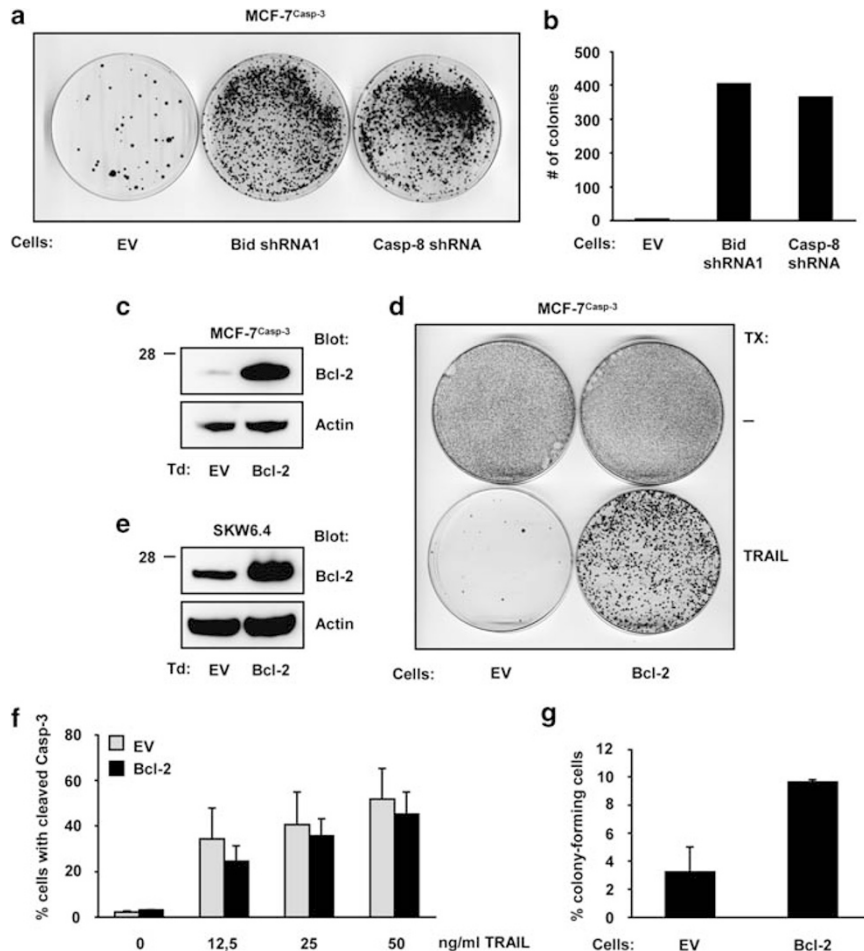 a
MCF-7Casp-3
Cells: EV Bid shRNA1 Casp-8 shRNA
b
# of colonies
500
400
300
200
100
0
Cells: EV Bid shRNA1 Casp-8 shRNA
c
MCF-7Casp-3 Blot:
28
Bcl-2
Actin
Td: EV Bcl-2
d
MCF-7Casp-3
TX:
–
TRAIL
Cells: EV Bcl-2
e
SKW6.4 Blot:
28
Bcl-2
Actin
Td: EV Bcl-2
f
% cells with cleaved Casp-3
80
60
40
20
0
EV
Bcl-2
0 12,5 25 50 ng/ml TRAIL
g
% colony-forming cells
12
10
8
6
4
2
0
Cells: EV Bcl-2